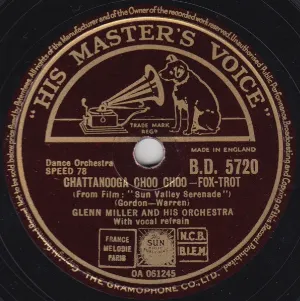 "HIS MASTER'S VOICE"
TRADE MARK
REGD
MADE IN ENGLAND
Dance Orchestra
SPEED 78
B.D. 5720
CHATTANOOGA CHOO CHOO—FOX-TROT
(From Film: "Sun Valley Serenade")
(Gordon—Warren)
GLENN MILLER AND HIS ORCHESTRA
With vocal refrain
FRANCE
MELODIE
PARIS
SUN
N.C.B.
B.I.E.M.
OA 061245
THE GRAMOPHONE CO., LTD.